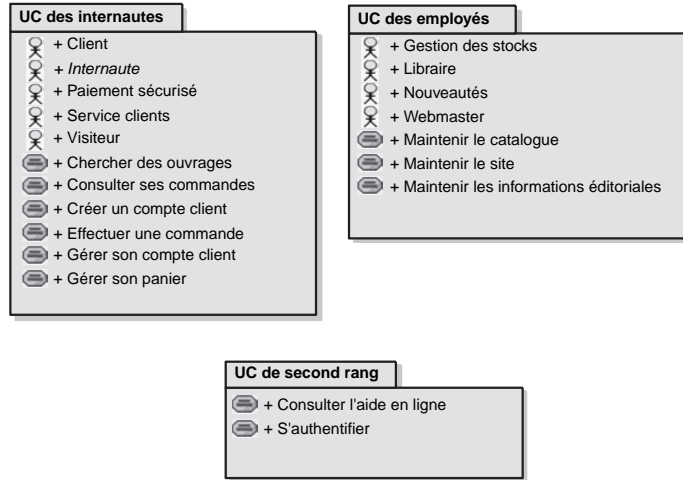 UC des internautes
+ Client
+ Internaute
+ Paiement sécurisé
+ Service clients
+ Visiteur
+ Chercher des ouvrages
+ Consulter ses commandes
+ Créer un compte client
+ Effectuer une commande
+ Gérer son compte client
+ Gérer son panier
UC des employés
+ Gestion des stocks
+ Libraire
+ Nouveautés
+ Webmaster
+ Maintenir le catalogue
+ Maintenir le site
+ Maintenir les informations éditoriales
UC de second rang
+ Consulter l'aide en ligne
+ S'authentifier